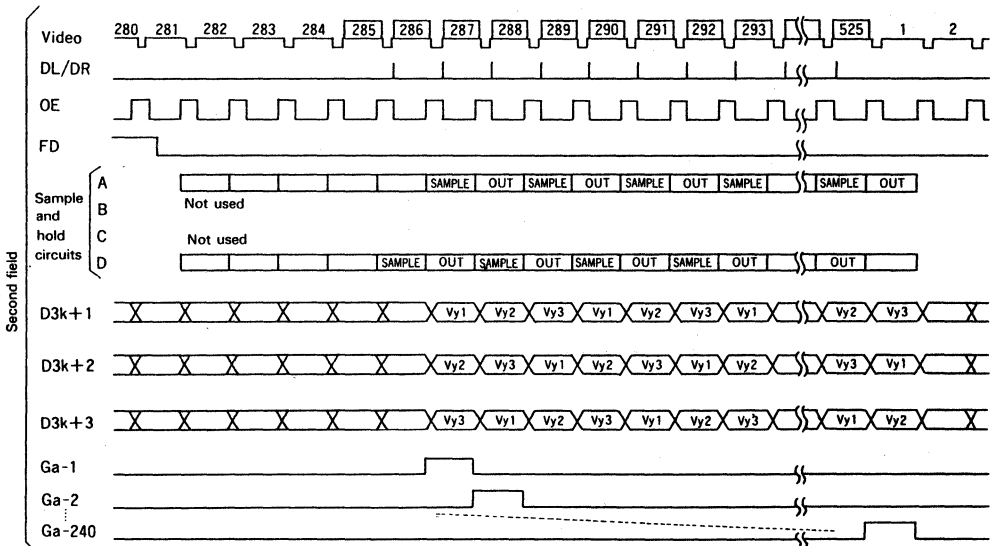 Second field
Video 280 281 282 283 284 285 286 287 288 289 290 291 292 293 525 1 2
DL/DR
OE
FD
Sample and hold circuits
A SAMPLE OUT SAMPLE OUT SAMPLE OUT SAMPLE SAMPLE OUT
B Not used
C Not used
D SAMPLE OUT SAMPLE OUT SAMPLE OUT SAMPLE OUT OUT
D3k+1 Vy1 Vy2 Vy3 Vy1 Vy2 Vy3 Vy1 Vy2 Vy3
D3k+2 Vy2 Vy3 Vy1 Vy2 Vy3 Vy1 Vy2 Vy3 Vy1
D3k+3 Vy3 Vy1 Vy2 Vy3 Vy1 Vy2 Vy3 Vy1 Vy2
Ga-1
Ga-2
Ga-240